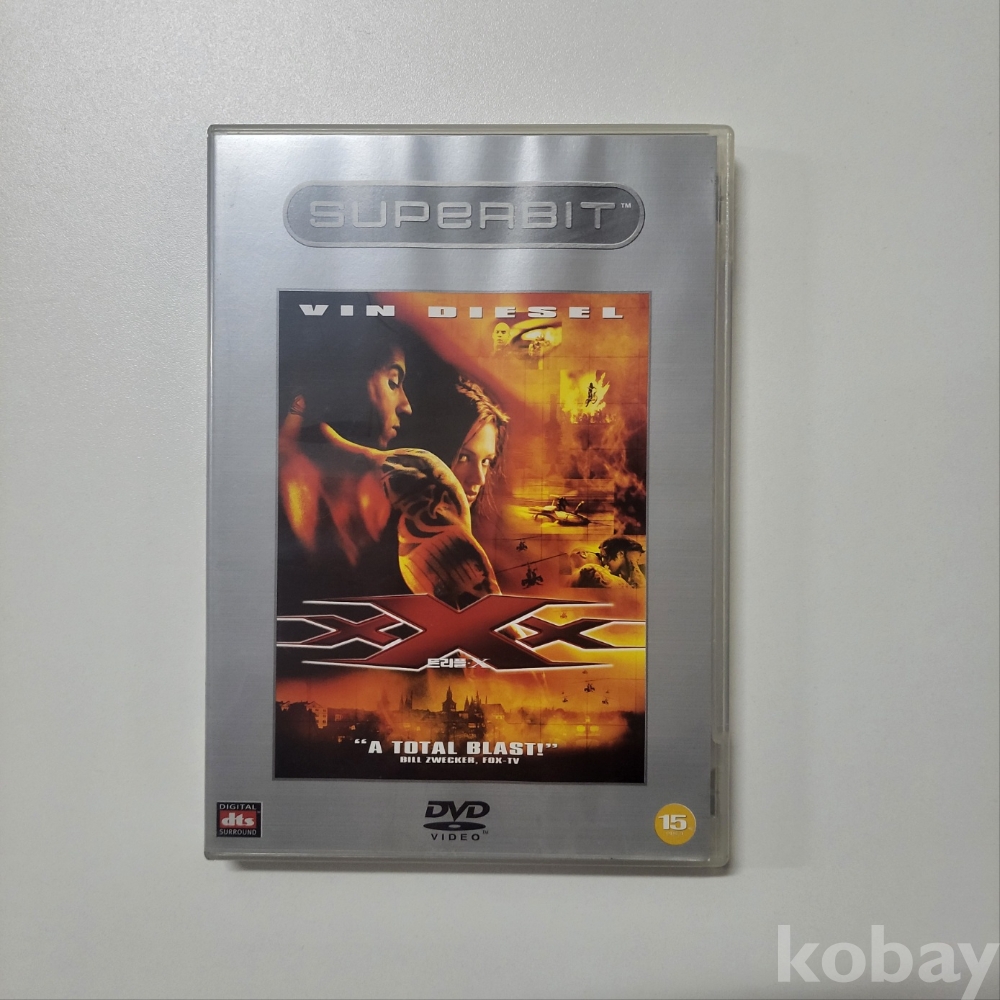 SUPERBIT™
VIN DIESEL
xXx
트리플·X
"A TOTAL BLAST!"
BILL ZWECKER, FOX-TV
DIGITAL
dts
SURROUND
DVD
VIDEO™
15
kobay